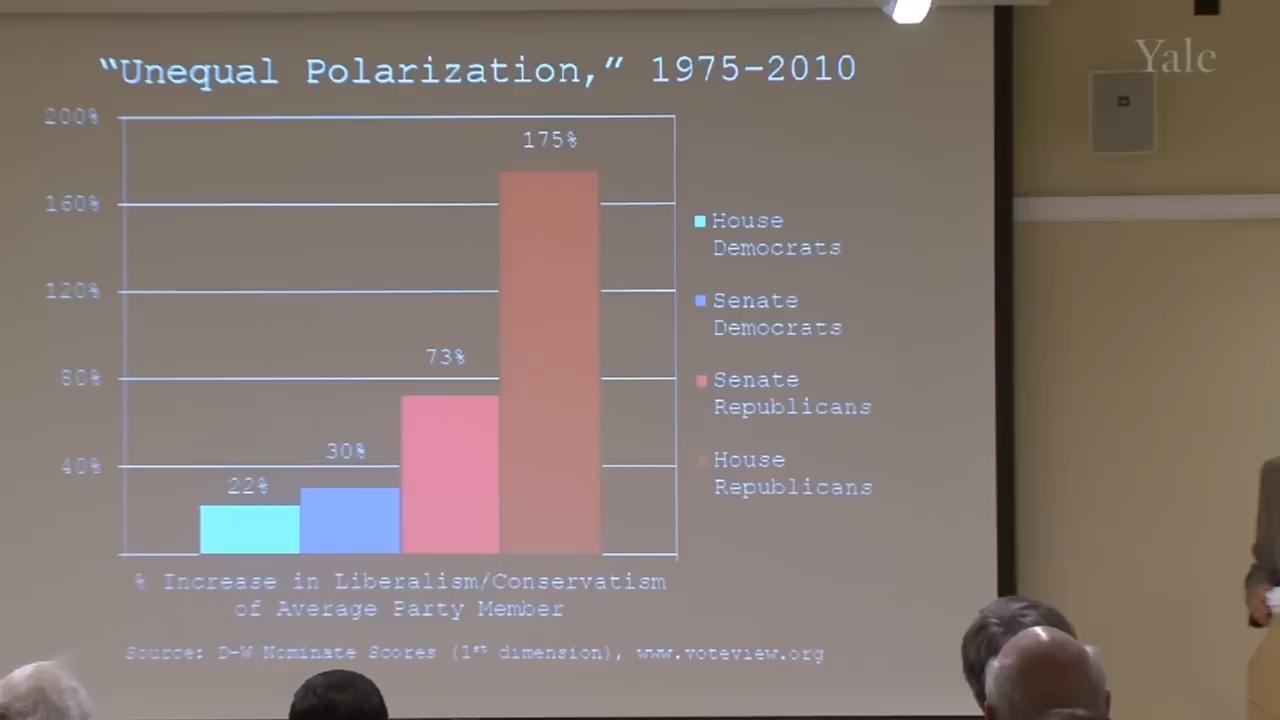 Yale
“Unequal Polarization,” 1975–2010
200%
160%
120%
80%
40%
22%
30%
73%
175%
House
Democrats
Senate
Democrats
Senate
Republicans
House
Republicans
% Increase in Liberalism/Conservatism
of Average Party Member
Source: D-W Nominate Scores (1st dimension), www.voteview.org